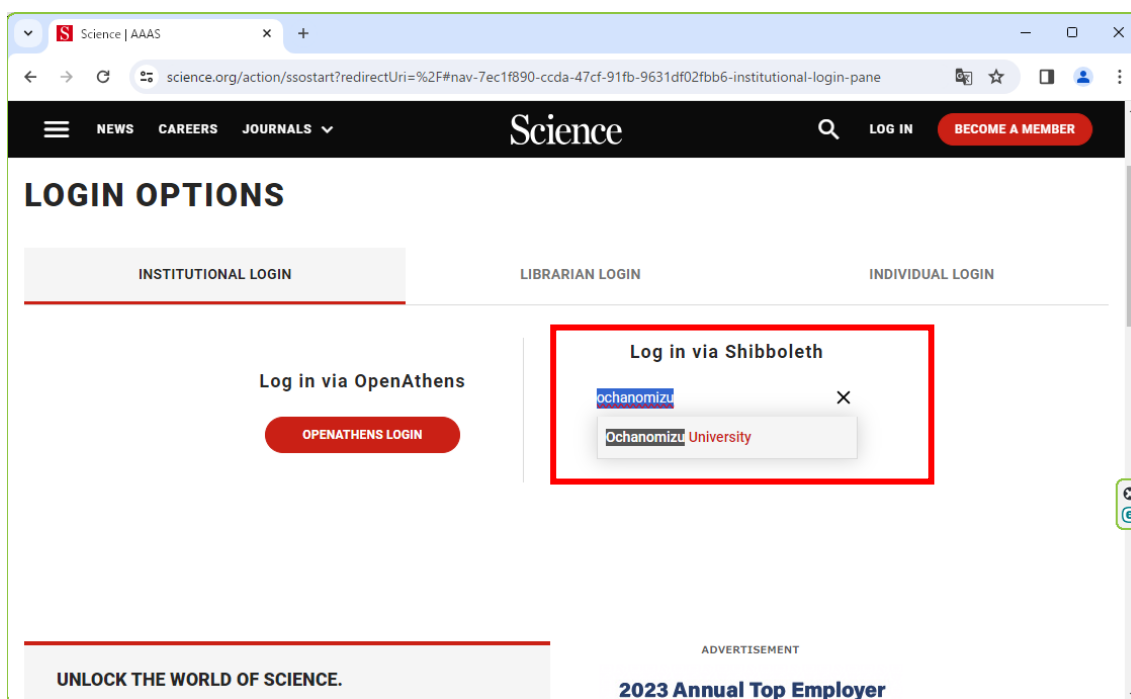 S Science | AAAS
science.org/action/ssostart?redirectUri=%2F#nav-7ec1f890-ccda-47cf-91fb-9631df02fbb6-institutional-login-pane
NEWS CAREERS JOURNALS Science LOG IN BECOME A MEMBER
LOGIN OPTIONS
INSTITUTIONAL LOGIN LIBRARIAN LOGIN INDIVIDUAL LOGIN
Log in via OpenAthens
OPENATHENS LOGIN
Log in via Shibboleth
ochanomizu
Ochanomizu University
UNLOCK THE WORLD OF SCIENCE.
ADVERTISEMENT
2023 Annual Top Employer